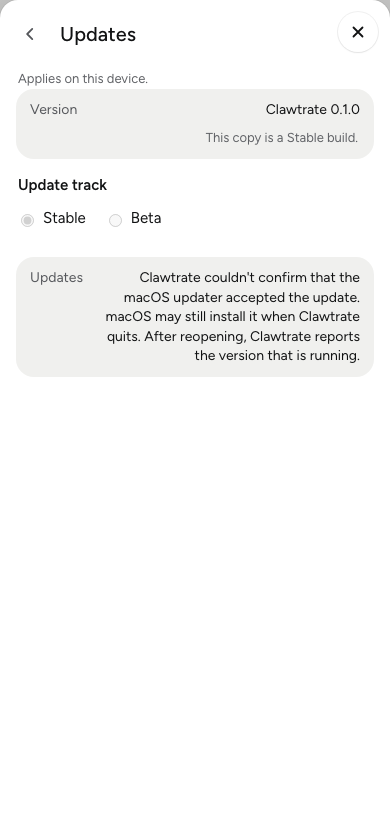 Updates
Applies on this device.
Version
Clawtrate 0.1.0
This copy is a Stable build.
Update track
Stable
Beta
Updates
Clawtrate couldn't confirm that the
macOS updater accepted the update.
macOS may still install it when Clawtrate
quits. After reopening, Clawtrate reports
the version that is running.